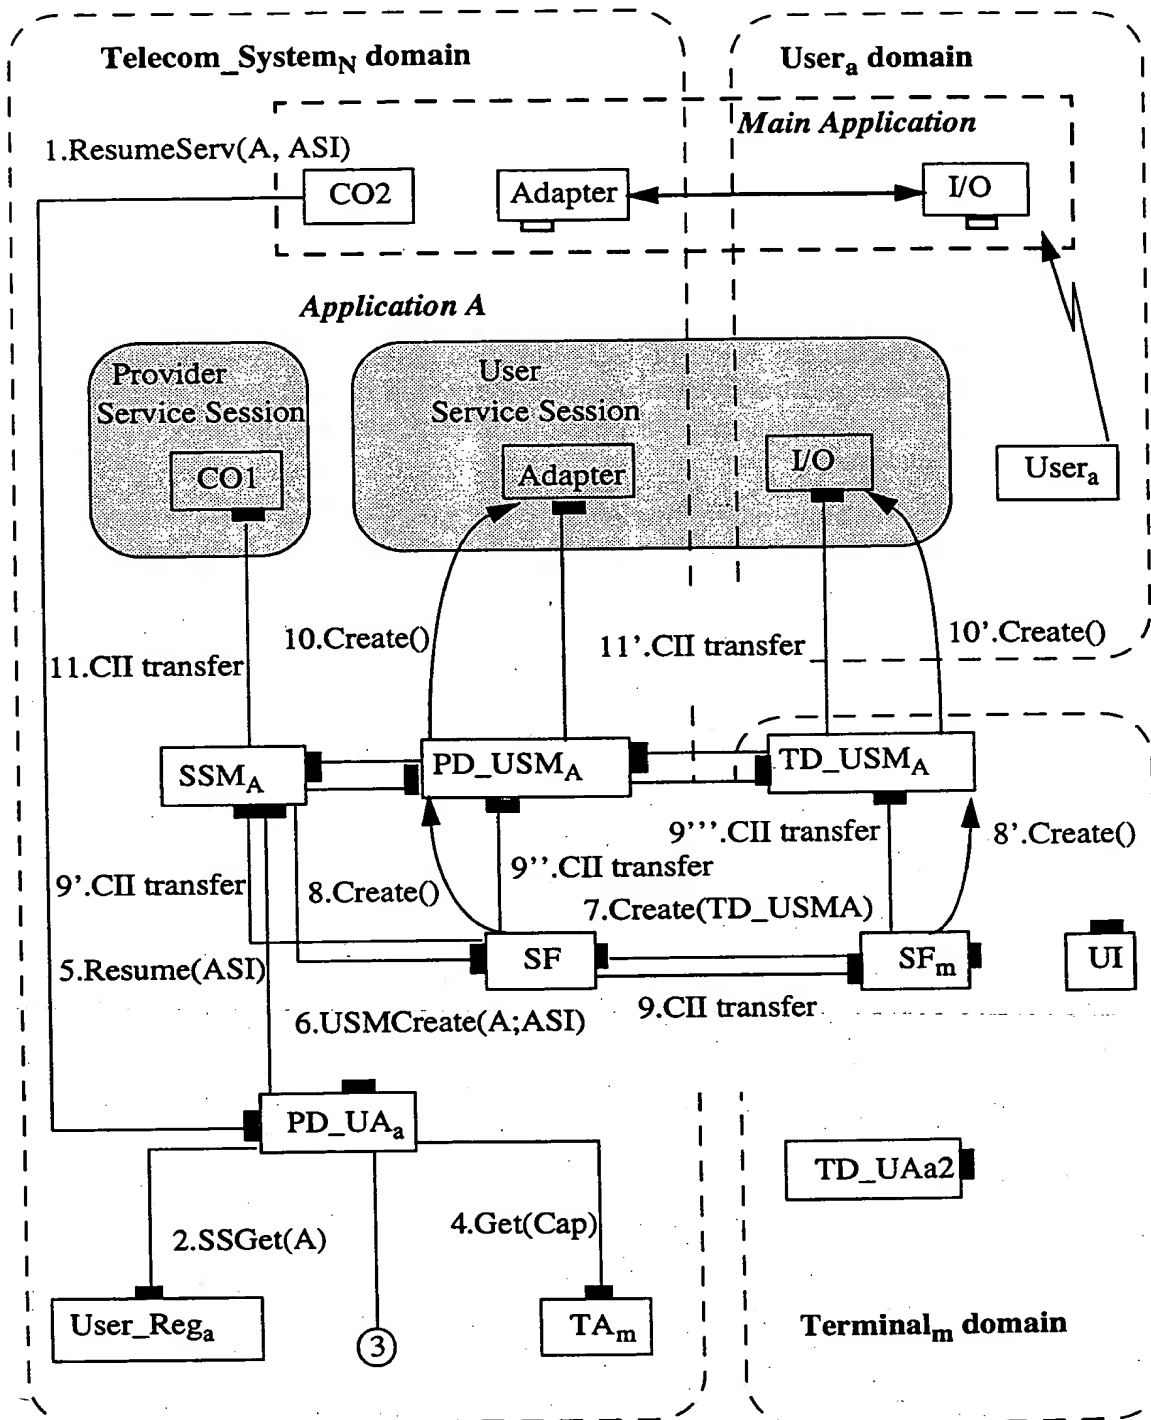 Telecom_SystemN domain
Usera domain
Main Application
1.ResumeServ(A, ASI)
CO2
Adapter
I/O
Application A
Provider
Service Session
User
Service Session
CO1
Adapter
I/O
Usera
10.Create()
11'.CII transfer
10'.Create()
11.CII transfer
SSMA
PD_USMA
TD_USMA
9'''.CII transfer
8'.Create()
9'.CII transfer
8.Create()
9''.CII transfer
7.Create(TD_USMA)
5.Resume(ASI)
SF
SFm
UI
6.USMCreate(A;ASI)
9.CII transfer
PD_UAa
TD_UAa2
2.SSGet(A)
4.Get(Cap)
User_Rega
3
TAm
Terminalm domain